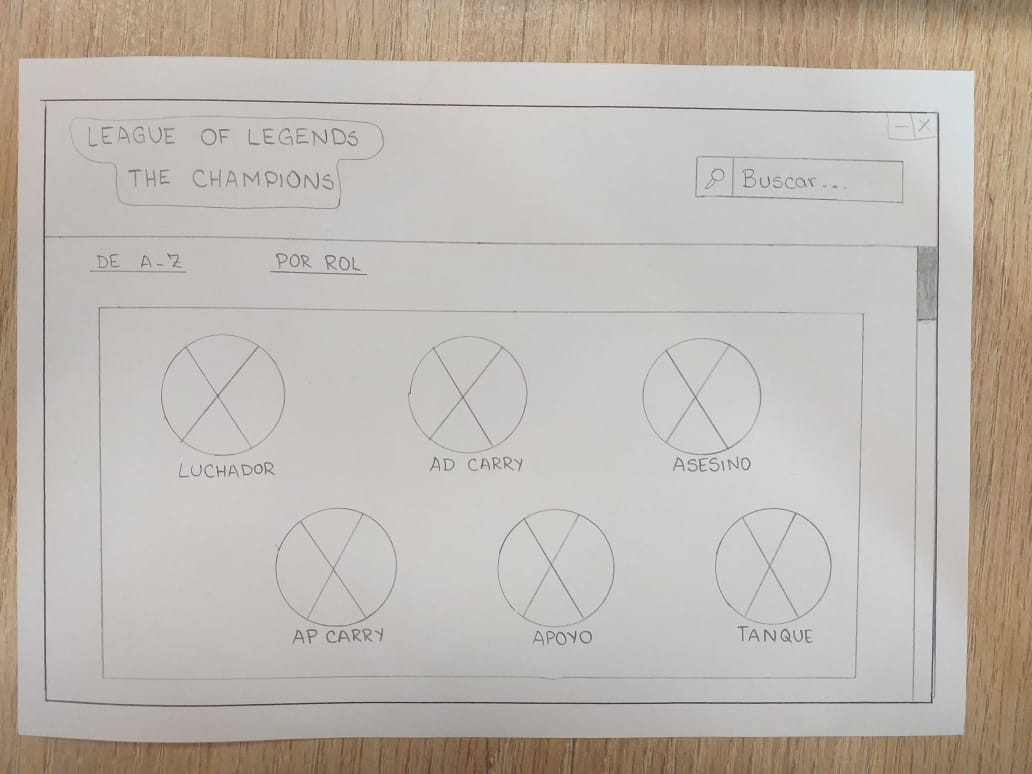 LEAGUE OF LEGENDS
THE CHAMPIONS
Buscar...
DE A-Z
POR ROL
LUCHADOR
AD CARRY
ASESINO
AP CARRY
APOYO
TANQUE